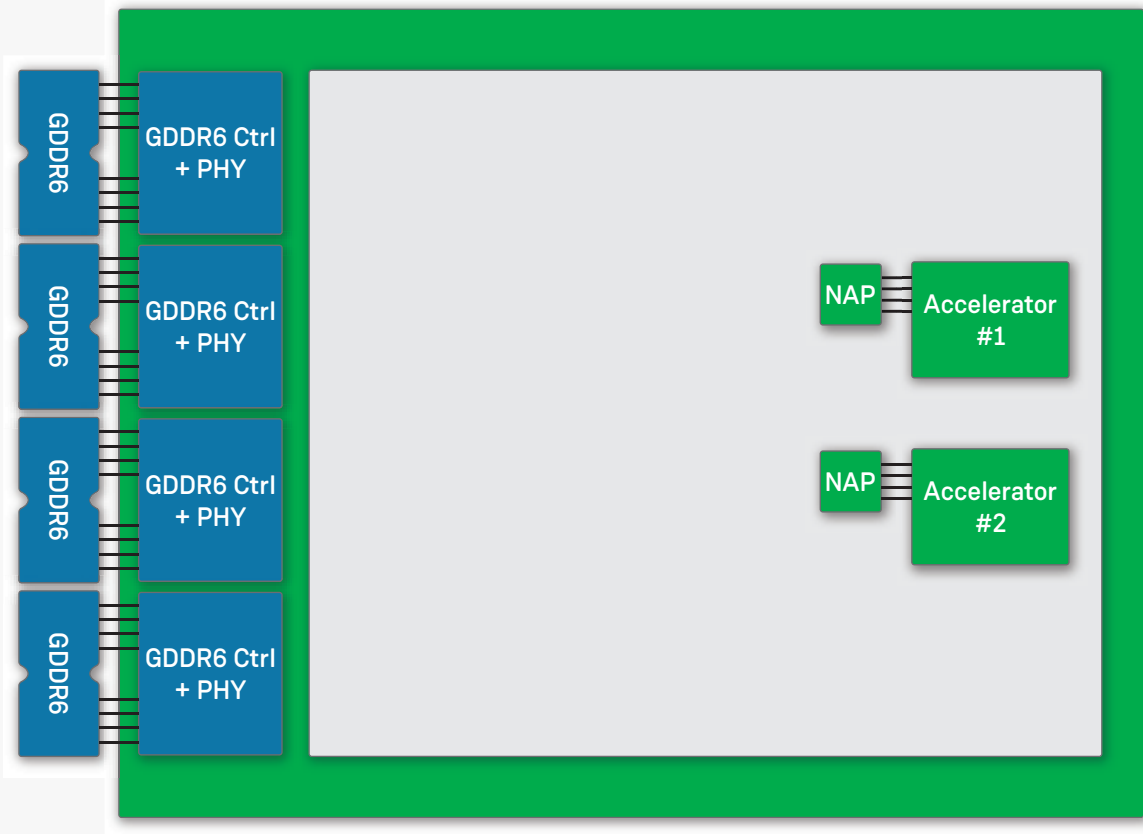 GDDR6
GDDR6 Ctrl
+ PHY
GDDR6
GDDR6 Ctrl
+ PHY
NAP
Accelerator
#1
GDDR6
GDDR6 Ctrl
+ PHY
NAP
Accelerator
#2
GDDR6
GDDR6 Ctrl
+ PHY